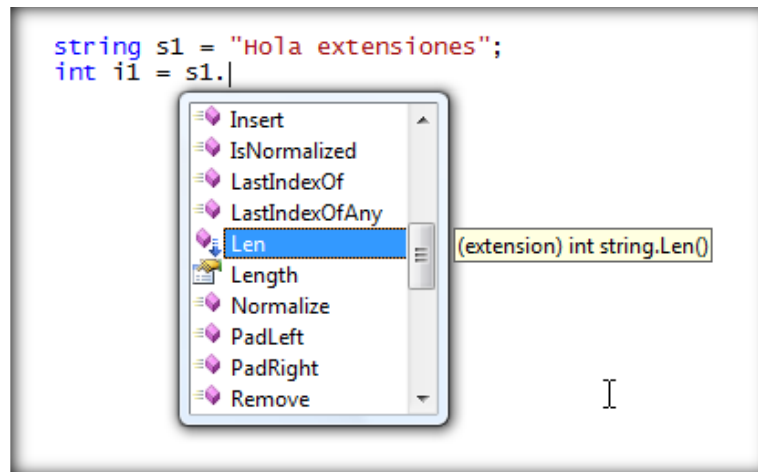 string s1 = "Hola extensiones";
int i1 = s1.
Insert
IsNormalized
LastIndexOf
LastIndexOfAny
Len
(extension) int string.Len()
Length
Normalize
PadLeft
PadRight
Remove